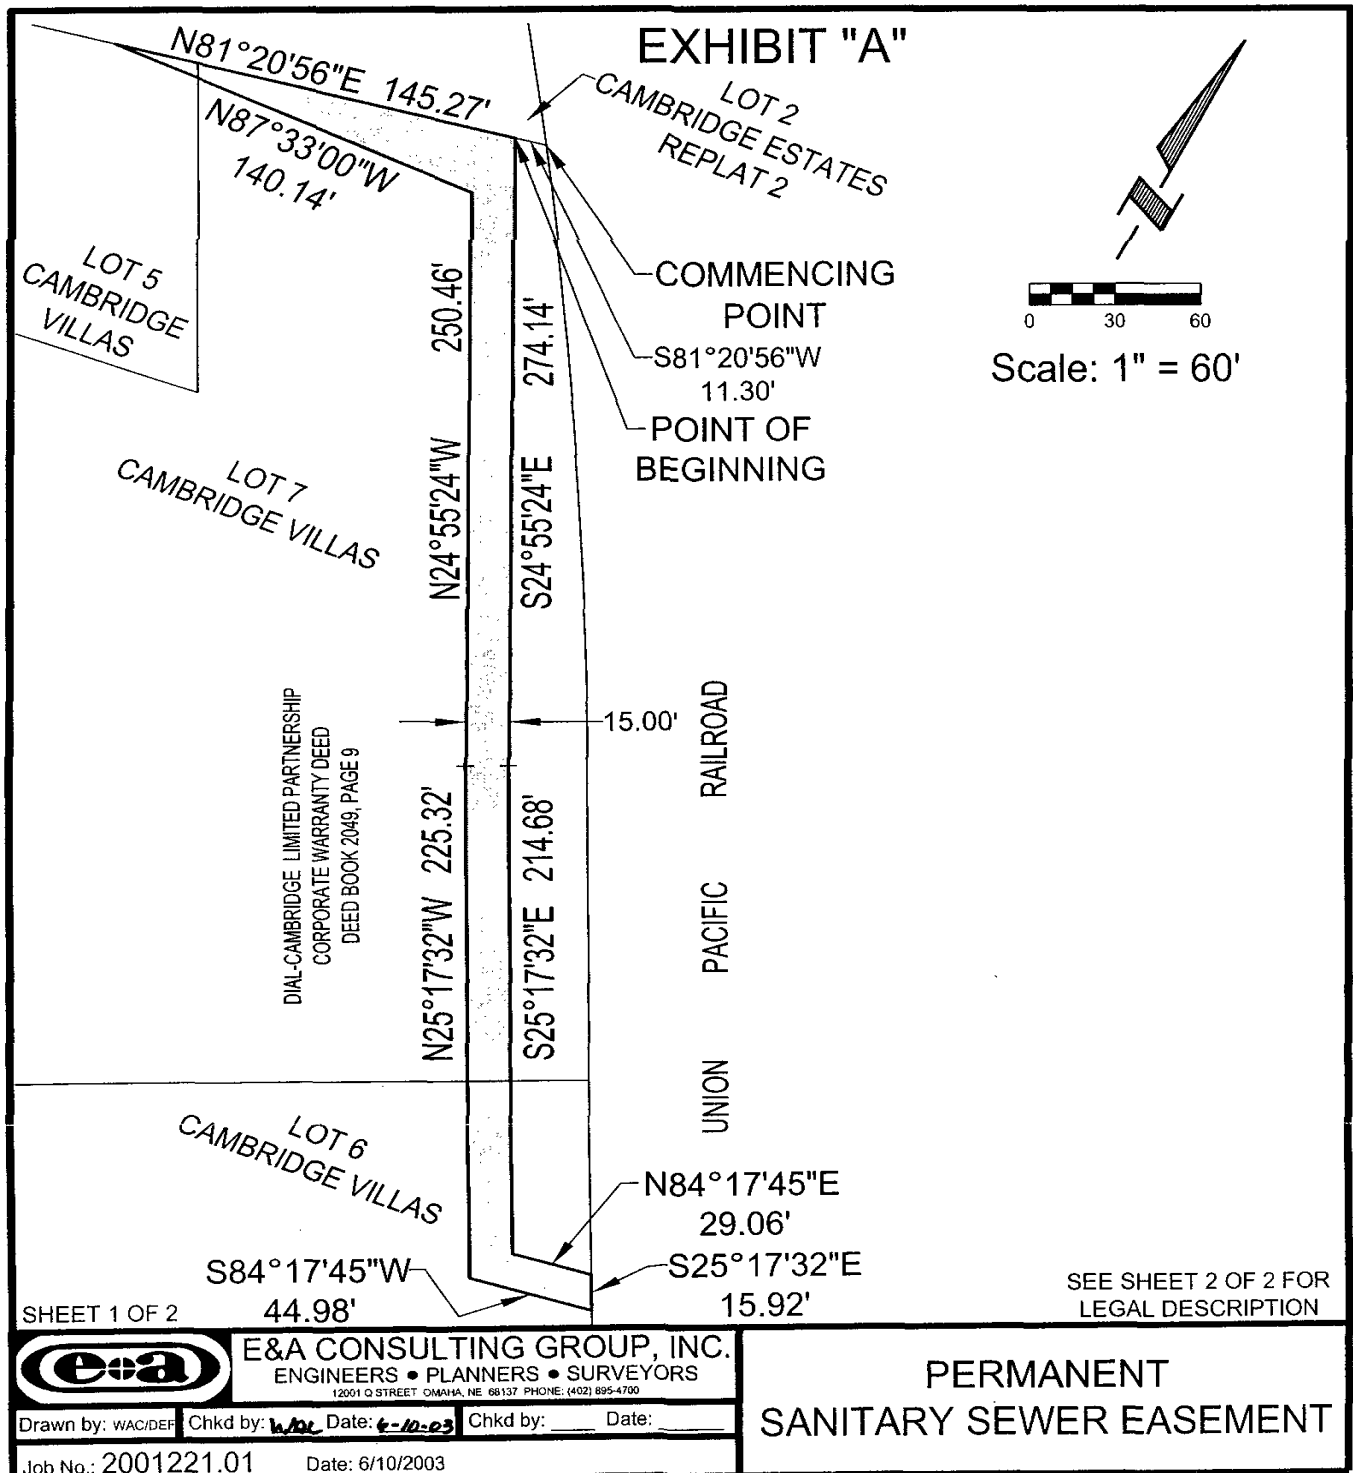 EXHIBIT "A"
N81°20'56"E 145.27'
N87°33'00"W
140.14'
LOT 2
CAMBRIDGE ESTATES
REPLAT 2
LOT 5
CAMBRIDGE
VILLAS
COMMENCING
POINT
S81°20'56"W
11.30'
POINT OF
BEGINNING
0 30 60
Scale: 1" = 60'
N24°55'24"W 250.46'
S24°55'24"E 274.14'
LOT 7
CAMBRIDGE VILLAS
15.00'
DIAL-CAMBRIDGE LIMITED PARTNERSHIP
CORPORATE WARRANTY DEED
DEED BOOK 2049, PAGE 9
N25°17'32"W 225.32'
S25°17'32"E 214.68'
UNION PACIFIC RAILROAD
LOT 6
CAMBRIDGE VILLAS
N84°17'45"E
29.06'
S84°17'45"W
44.98'
S25°17'32"E
15.92'
SHEET 1 OF 2
SEE SHEET 2 OF 2 FOR
LEGAL DESCRIPTION
e+a
E&A CONSULTING GROUP, INC.
ENGINEERS • PLANNERS • SURVEYORS
12001 Q STREET OMAHA, NE 68137 PHONE: (402) 895-4700
Drawn by: WAC/DEF Chkd by: Date: 6-10-03 Chkd by: Date:
Job No.: 2001221.01 Date: 6/10/2003
PERMANENT
SANITARY SEWER EASEMENT